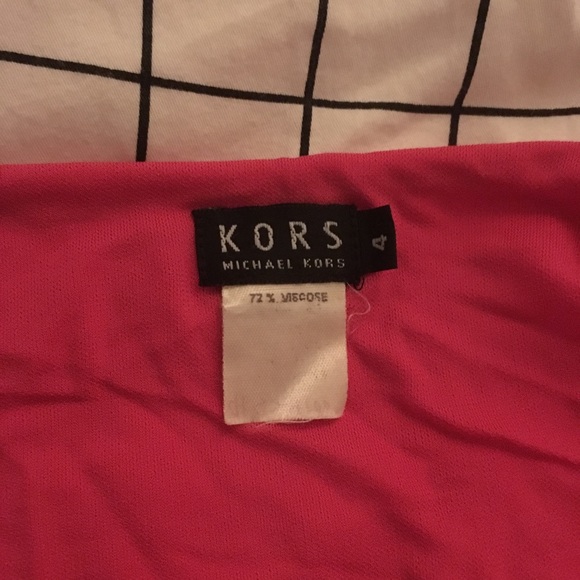 KORS
MICHAEL KORS
4
72% VISCOSE